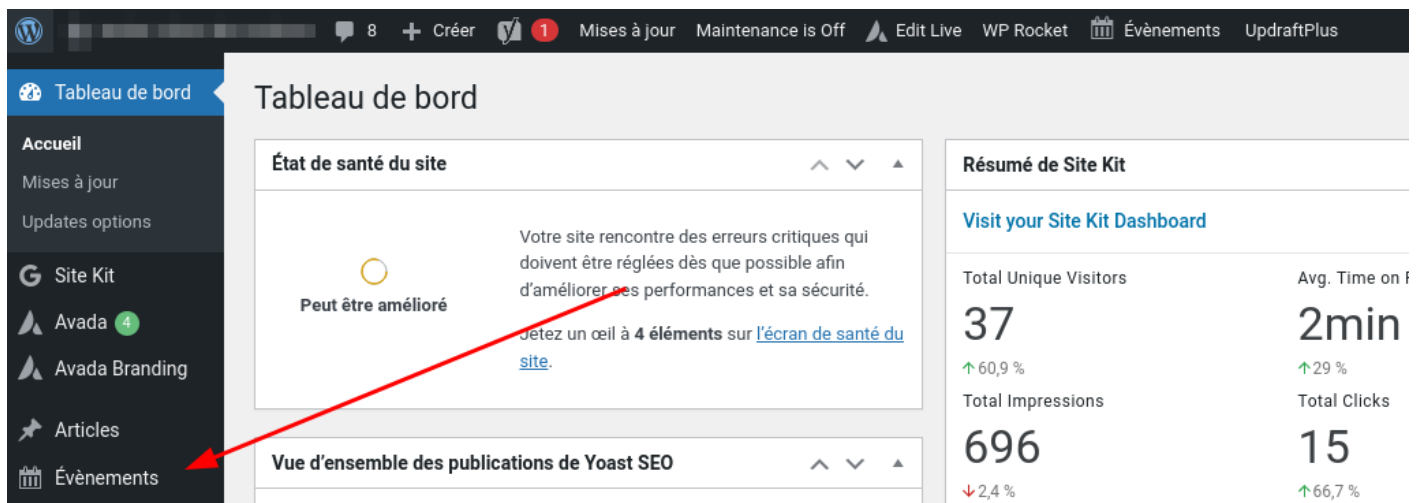 8 Créer 1 Mises à jour Maintenance is Off Edit Live WP Rocket Évènements UpdraftPlus
Tableau de bord
Accueil
Mises à jour
Updates options
Site Kit
Avada 4
Avada Branding
Articles
Évènements
Tableau de bord
État de santé du site
Peut être amélioré
Votre site rencontre des erreurs critiques qui
doivent être réglées dès que possible afin
d’améliorer ses performances et sa sécurité.
Jetez un œil à 4 éléments sur l’écran de santé du
site.
Vue d’ensemble des publications de Yoast SEO
Résumé de Site Kit
Visit your Site Kit Dashboard
Total Unique Visitors
37
↑60,9 %
Avg. Time on
2min
↑29 %
Total Impressions
696
↓2,4 %
Total Clicks
15
↑66,7 %